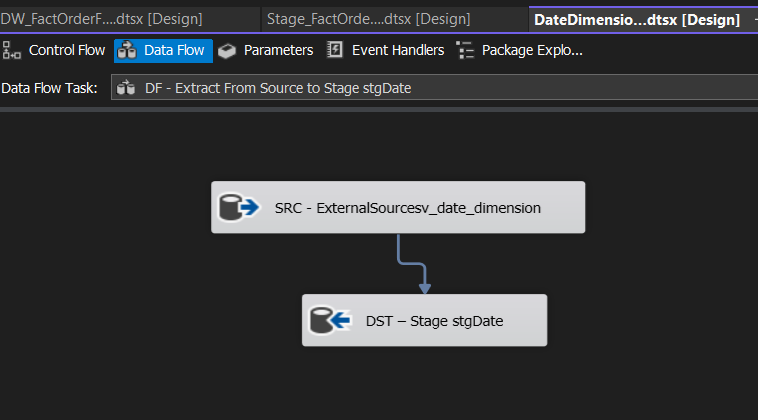 DW_FactOrderF....dtsx [Design] Stage_FactOrde....dtsx [Design] DateDimensio...dtsx [Design]
Control Flow Data Flow Parameters Event Handlers Package Explo...
Data Flow Task: DF - Extract From Source to Stage stgDate
SRC - ExternalSourcesv_date_dimension
DST – Stage stgDate